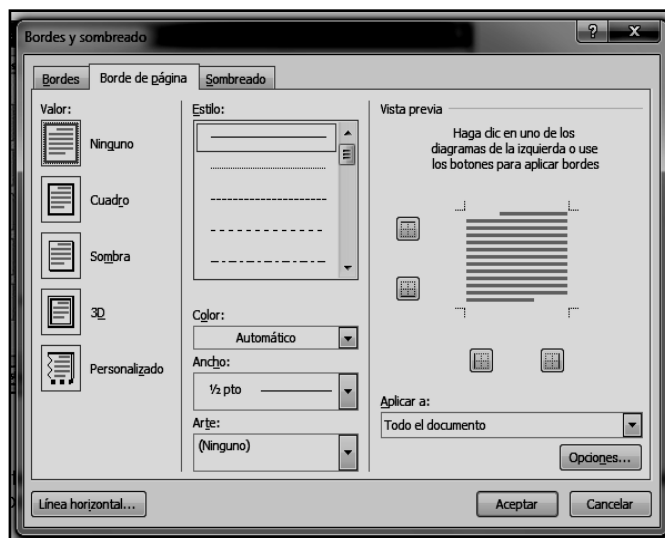 Bordes y sombreado
Bordes
Borde de página
Sombreado
Valor:
Ninguno
Cuadro
Sombra
3D
Personalizado
Estilo:
Color:
Automático
Ancho:
½ pto
Arte:
(Ninguno)
Vista previa
Haga clic en uno de los
diagramas de la izquierda o use
los botones para aplicar bordes
Aplicar a:
Todo el documento
Opciones...
Línea horizontal...
Aceptar
Cancelar